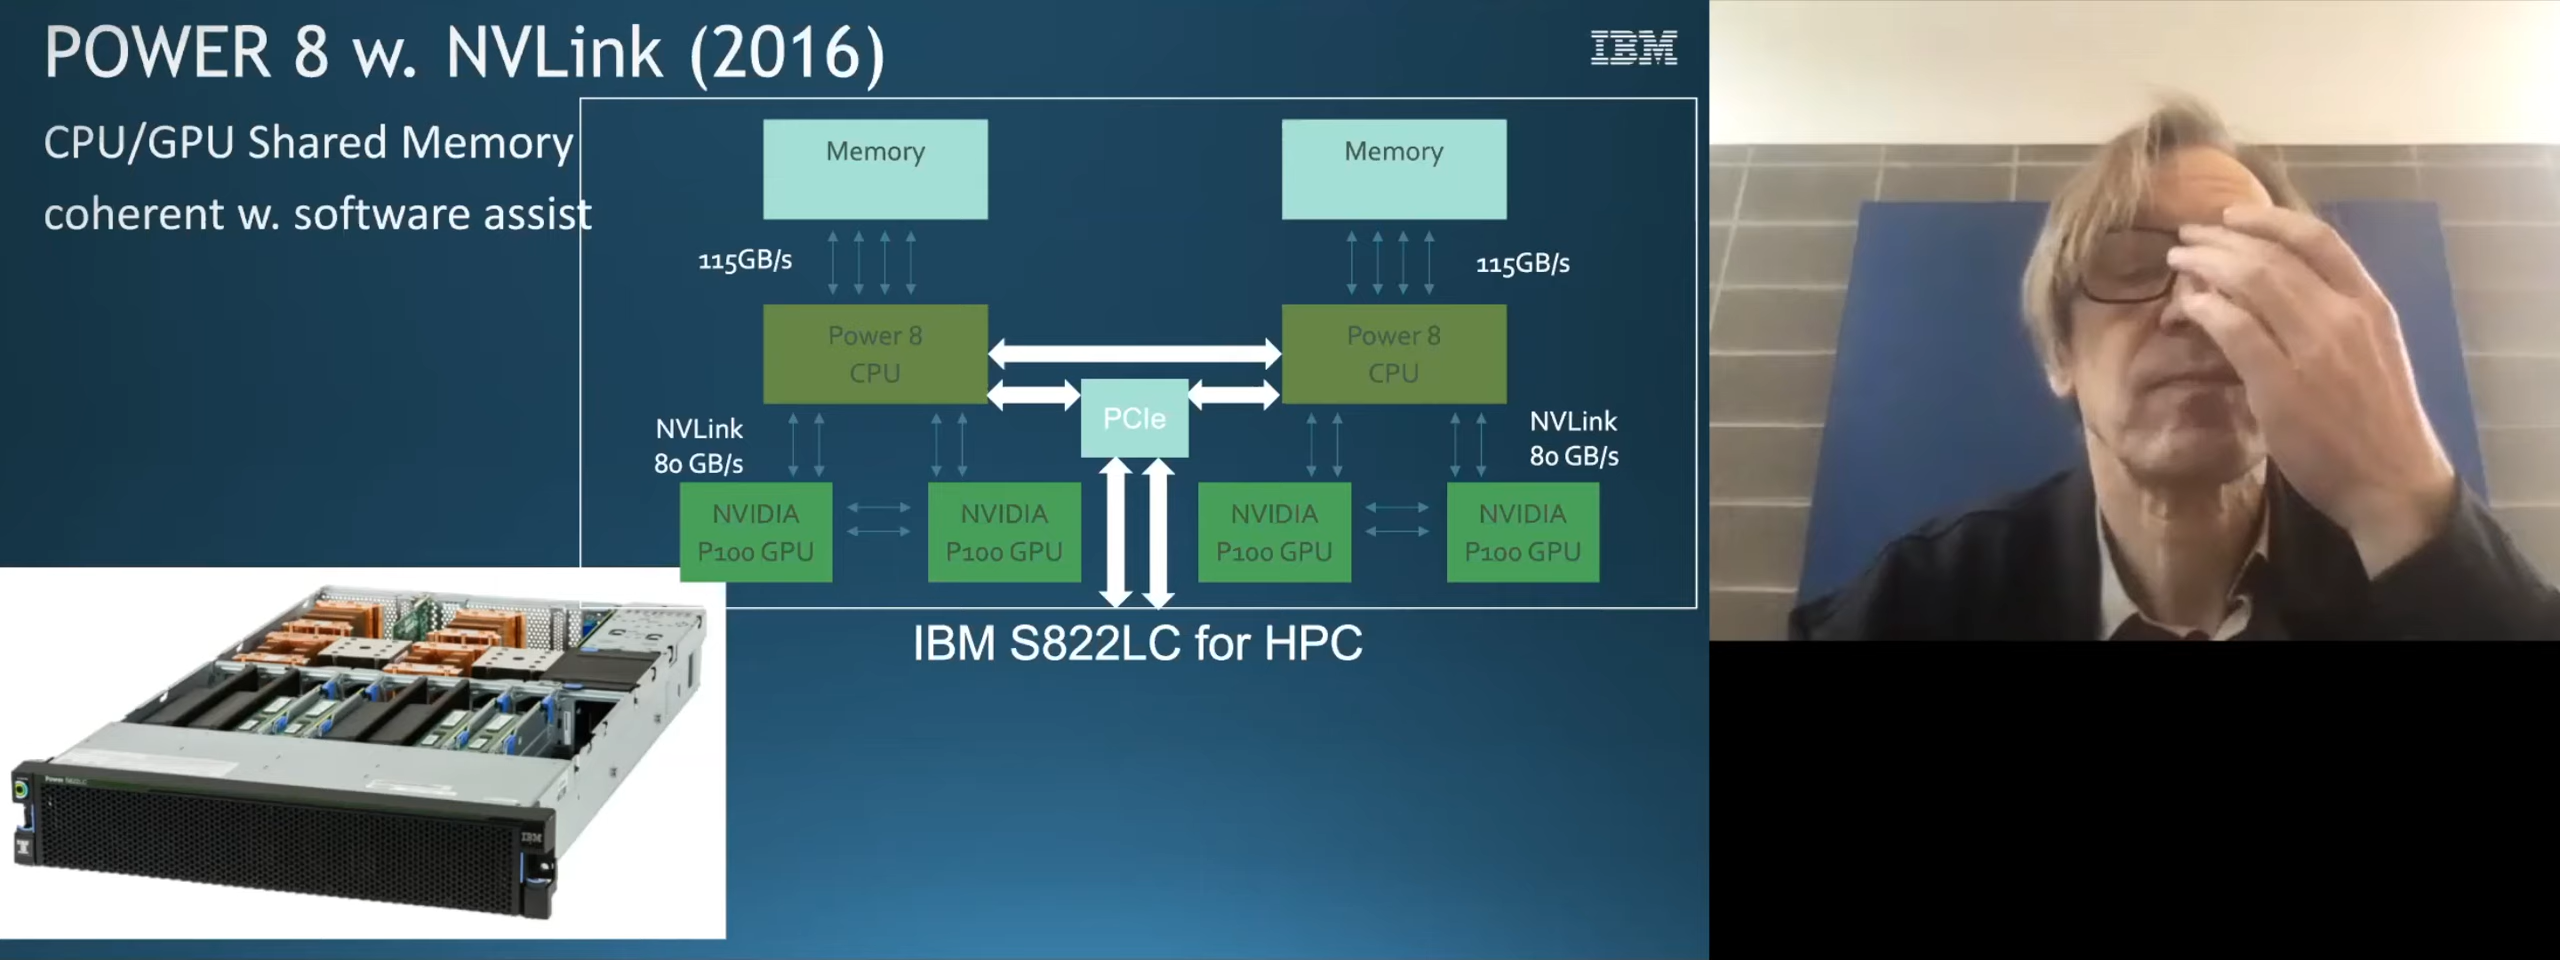 POWER 8 w. NVLink (2016)
IBM
CPU/GPU Shared Memory
coherent w. software assist
Memory
Memory
115GB/s
115GB/s
Power 8
CPU
Power 8
CPU
PCIe
NVLink
80 GB/s
NVLink
80 GB/s
NVIDIA
P100 GPU
NVIDIA
P100 GPU
NVIDIA
P100 GPU
NVIDIA
P100 GPU
IBM S822LC for HPC
IBM